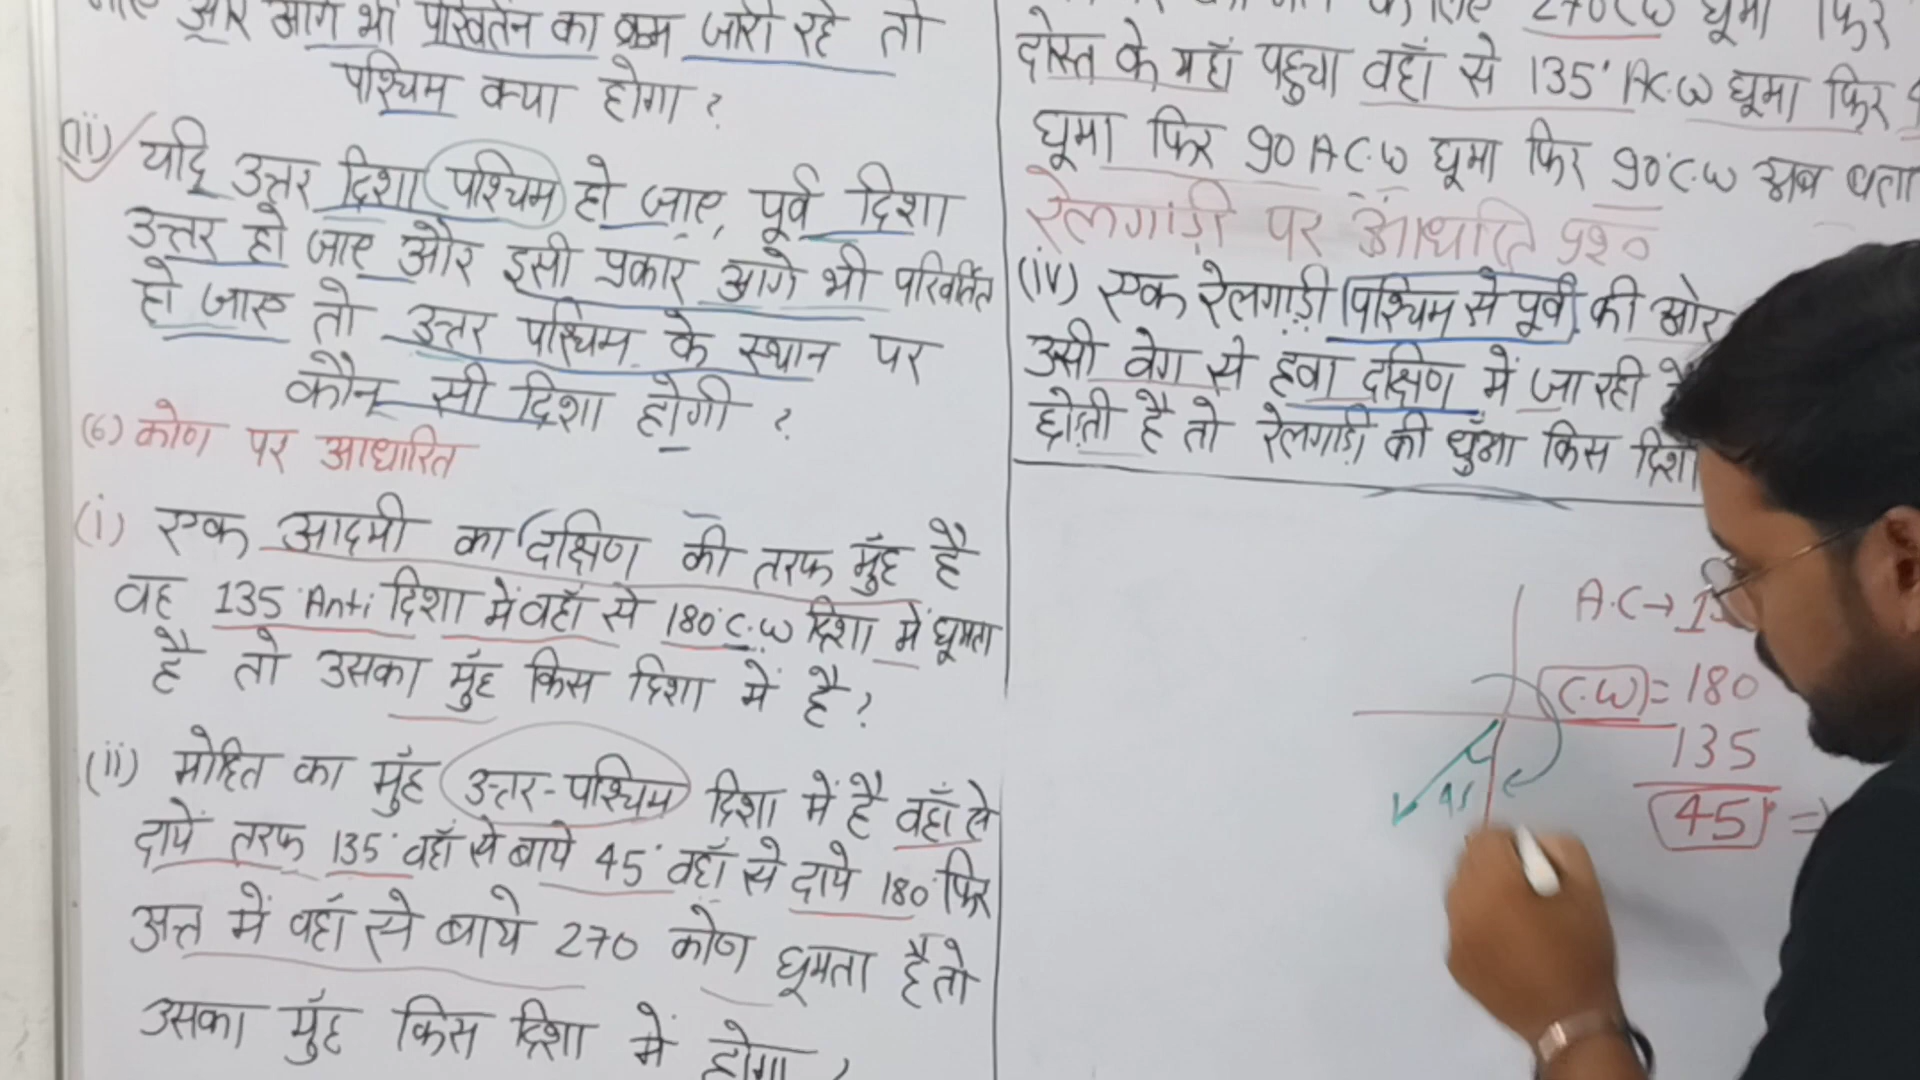 और आगे भी परिवर्तन का क्रम जारी रहे तो
पश्चिम क्या होगा ?
(ii) यदि उत्तर दिशा पश्चिम हो जाए, पूर्व दिशा
उत्तर हो जाए और इसी प्रकार आगे भी परिवर्तित
हो जाए तो उत्तर पश्चिम के स्थान पर
कौन सी दिशा होगी ?
(6) कोण पर आधारित
(i) एक आदमी का दक्षिण की तरफ मुँह है
वह 135° Anti दिशा में वहाँ से 180° C.W दिशा में घूमता
है तो उसका मुँह किस दिशा में है?
(ii) मोहित का मुँह उत्तर-पश्चिम दिशा में है वहाँ से
दायें तरफ 135° वहाँ से बाये 45° वहाँ से दाये 180° फिर
अन्त में वहाँ से बाये 270 कोण घूमता है तो
उसका मुँह किस दिशा में होगा ?
270 C.W घूमा फिर
दोस्त के यहाँ पहुचा वहाँ से 135° A.C.W घूमा फिर
घूमा फिर 90 A.C.W घूमा फिर 90° C.W अब बता
रेलगाड़ी पर आधारित प्रश्न
(iv) एक रेलगाड़ी पश्चिम से पूर्व की ओर
उसी वेग से हवा दक्षिण में जा रही
छोड़ती है तो रेलगाड़ी की धुँआ किस दिशा
A.C→
C.W = 180
135
45 =
45